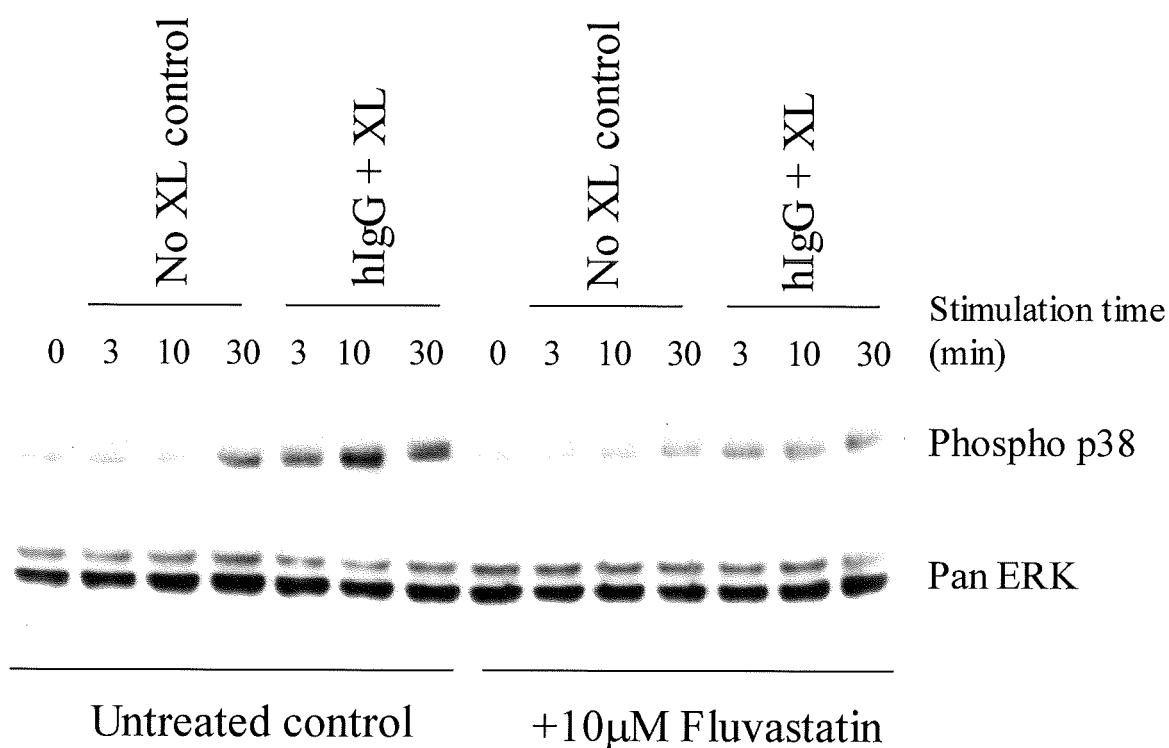 No XL control
hIgG + XL
No XL control
hIgG + XL
Stimulation time
(min)
0 3 10 30 3 10 30 0 3 10 30 3 10 30
Phospho p38
Pan ERK
Untreated control
+10μM Fluvastatin